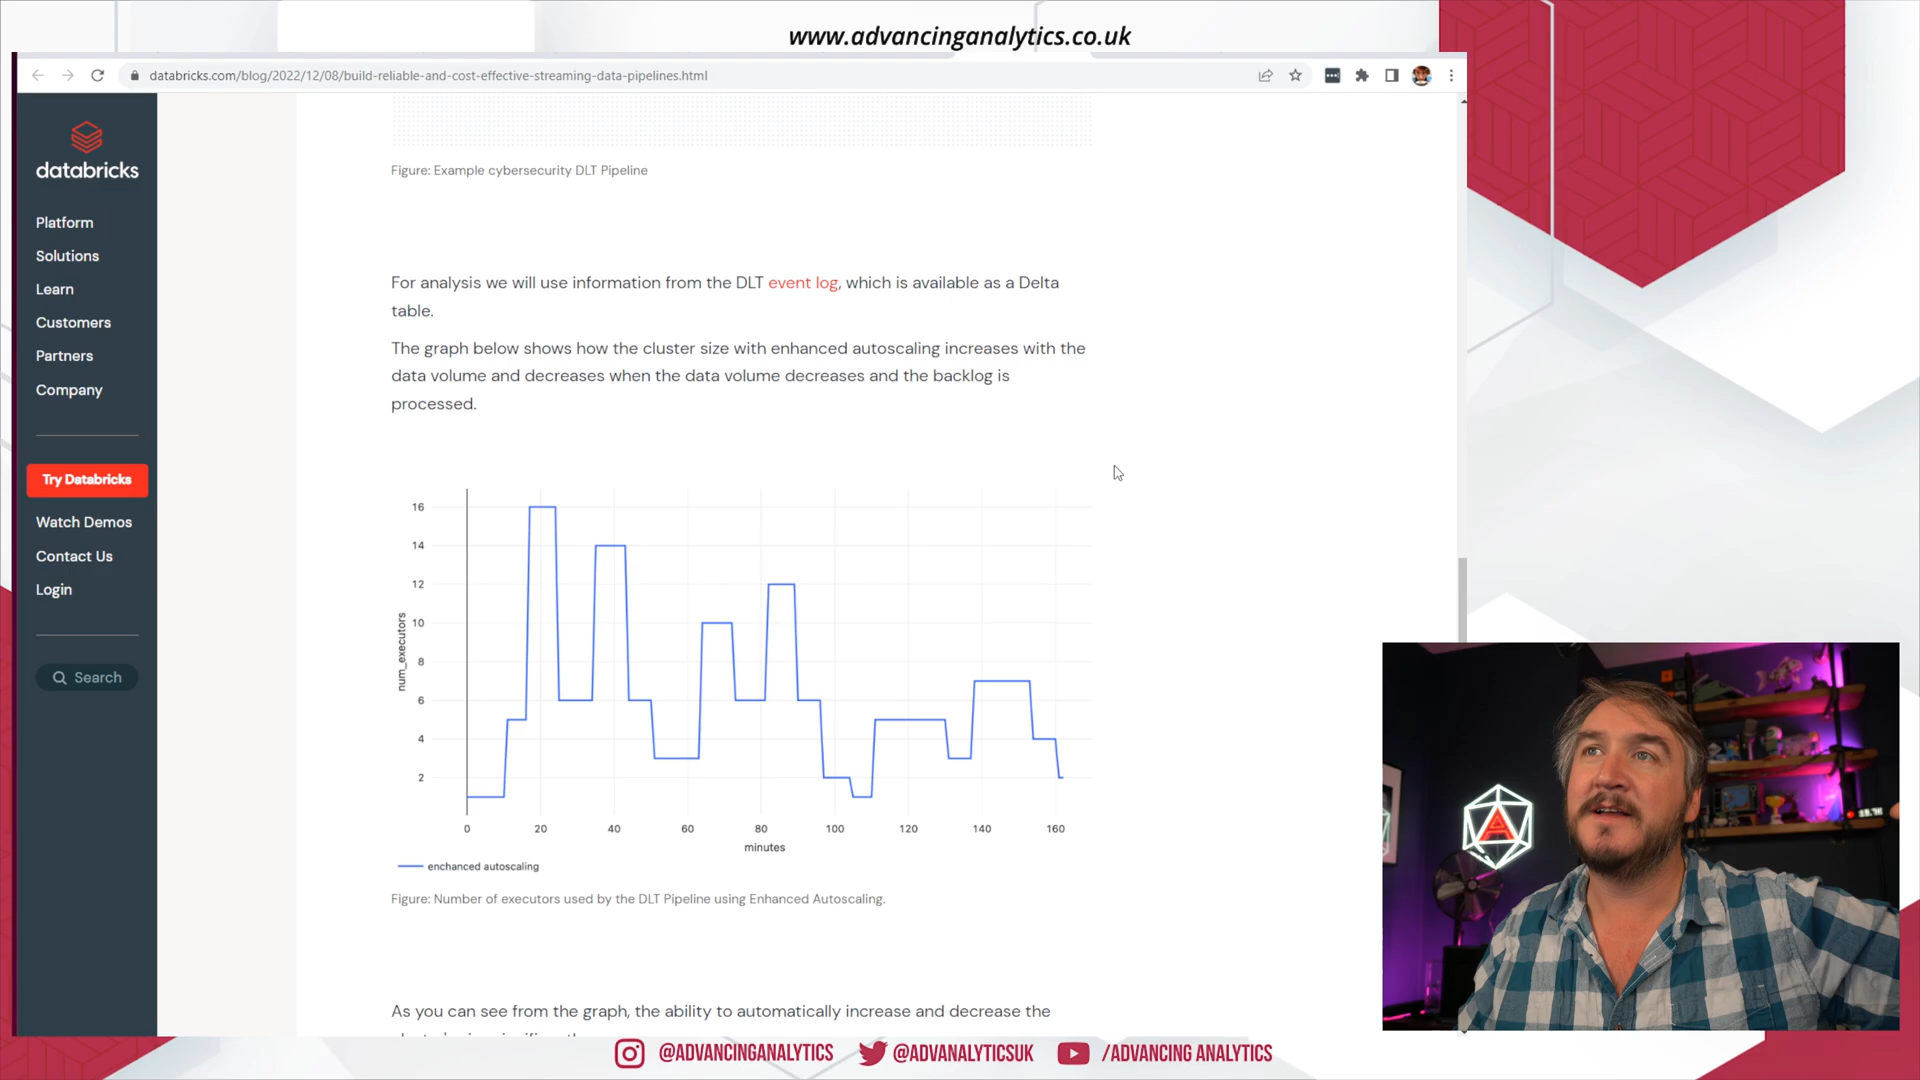 www.advancinganalytics.co.uk
databricks.com/blog/2022/12/08/build-reliable-and-cost-effective-streaming-data-pipelines.html
databricks
Platform
Solutions
Learn
Customers
Partners
Company
Try Databricks
Watch Demos
Contact Us
Login
Search
Figure: Example cybersecurity DLT Pipeline
For analysis we will use information from the DLT event log, which is available as a Delta
table.
The graph below shows how the cluster size with enhanced autoscaling increases with the
data volume and decreases when the data volume decreases and the backlog is
processed.
16
14
12
10
8
6
4
2
num_executors
0 20 40 60 80 100 120 140 160
minutes
enchanced autoscaling
Figure: Number of executors used by the DLT Pipeline using Enhanced Autoscaling.
As you can see from the graph, the ability to automatically increase and decrease the
A
@ADVANCINGANALYTICS @ADVANALYTICSUK /ADVANCING ANALYTICS